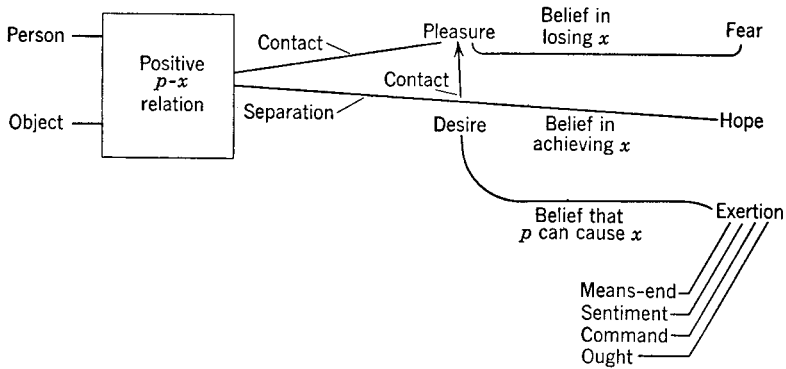 Person
Object
Positive
p-x
relation
Contact
Separation
Pleasure
Contact
Desire
Belief in
losing x
Fear
Belief in
achieving x
Hope
Belief that
p can cause x
Exertion
Means-end
Sentiment
Command
Ought